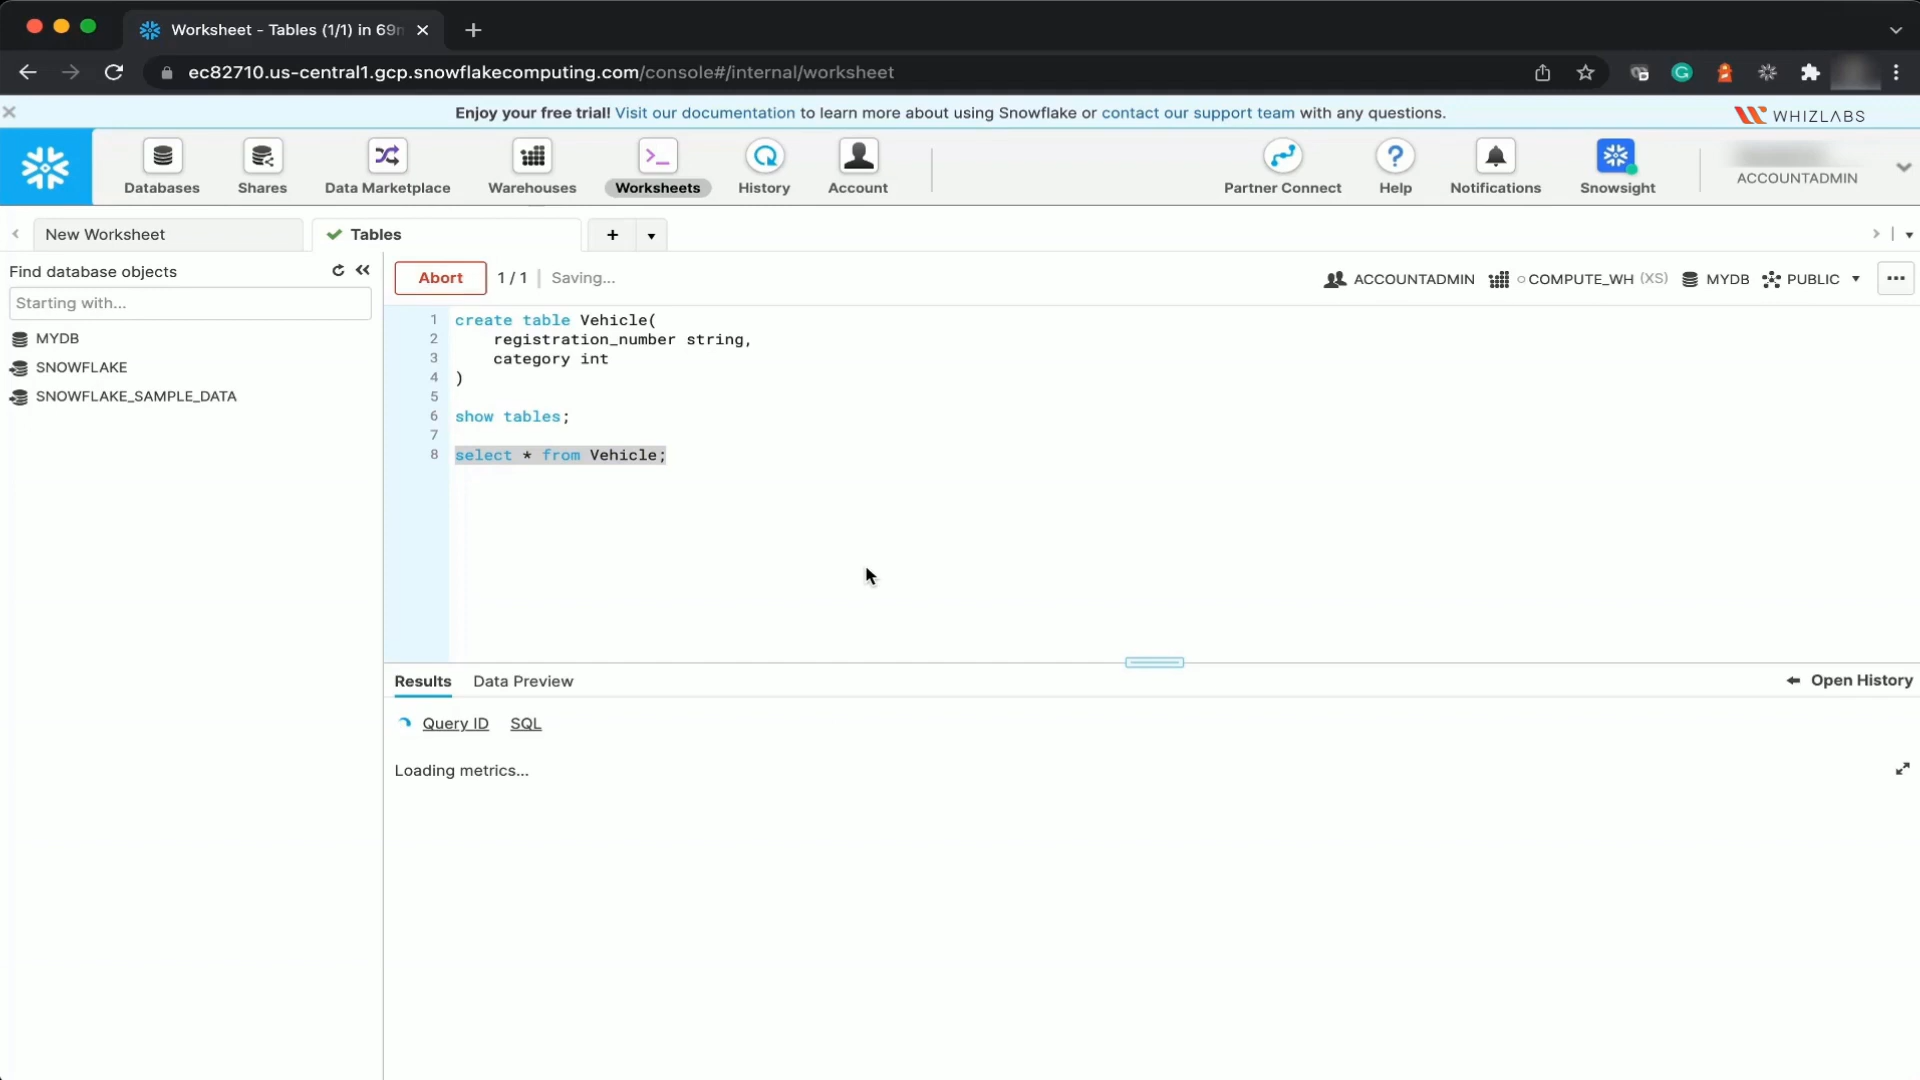 Worksheet - Tables (1/1) in 69
ec82710.us-central1.gcp.snowflakecomputing.com/console#/internal/worksheet
Enjoy your free trial! Visit our documentation to learn more about using Snowflake or contact our support team with any questions.
WHIZLABS
Databases
Shares
Data Marketplace
Warehouses
Worksheets
History
Account
Partner Connect
Help
Notifications
Snowsight
ACCOUNTADMIN
New Worksheet
Tables
Find database objects
Starting with...
MYDB
SNOWFLAKE
SNOWFLAKE_SAMPLE_DATA
Abort 1 / 1 | Saving...
ACCOUNTADMIN COMPUTE_WH (XS) MYDB PUBLIC
1 create table Vehicle(
2 registration_number string,
3 category int
4 )
5
6 show tables;
7
8 select * from Vehicle;
Results Data Preview
Open History
Query ID SQL
Loading metrics...